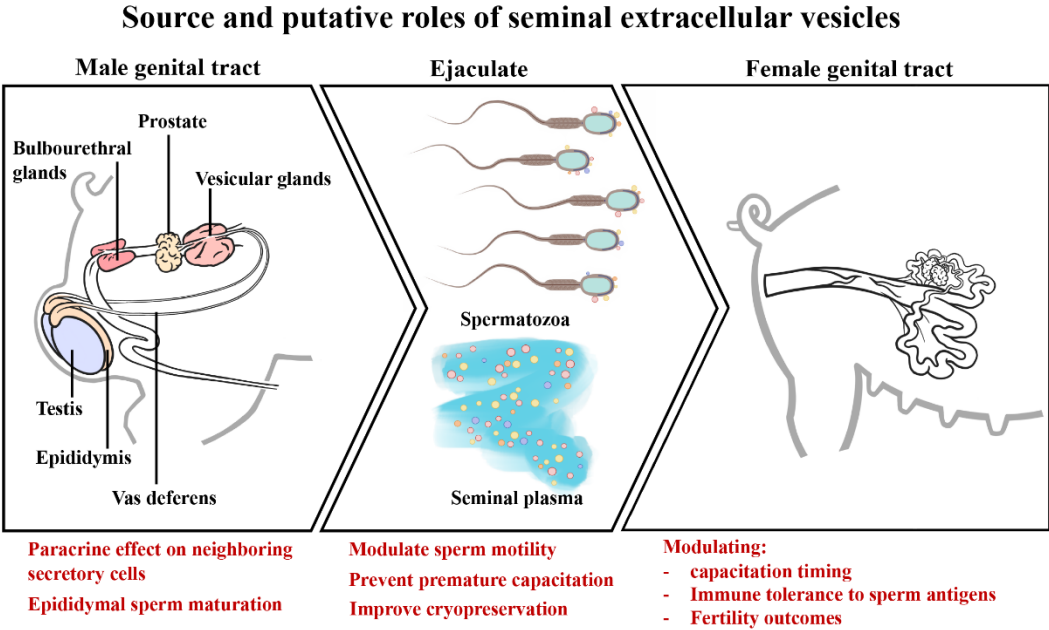 Source and putative roles of seminal extracellular vesicles
Male genital tract
Ejaculate
Female genital tract
Prostate
Bulbourethral
glands
Vesicular glands
Testis
Epididymis
Vas deferens
Spermatozoa
Seminal plasma
Paracrine effect on neighboring
secretory cells
Epididymal sperm maturation
Modulate sperm motility
Prevent premature capacitation
Improve cryopreservation
Modulating:
- capacitation timing
- Immune tolerance to sperm antigens
- Fertility outcomes